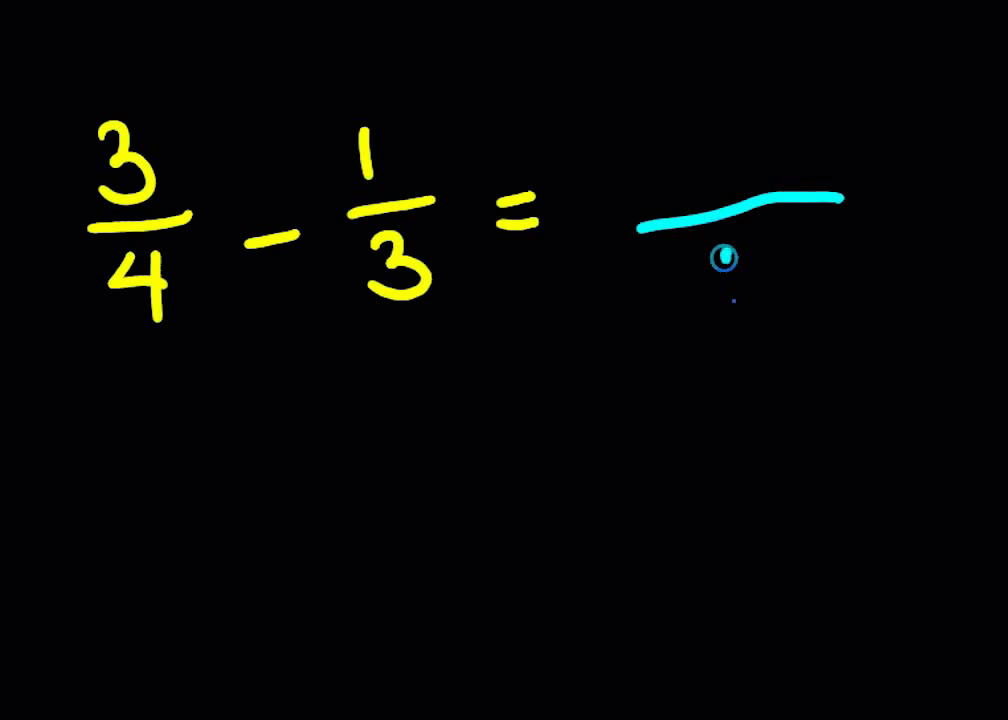 3/4 - 1/3 =